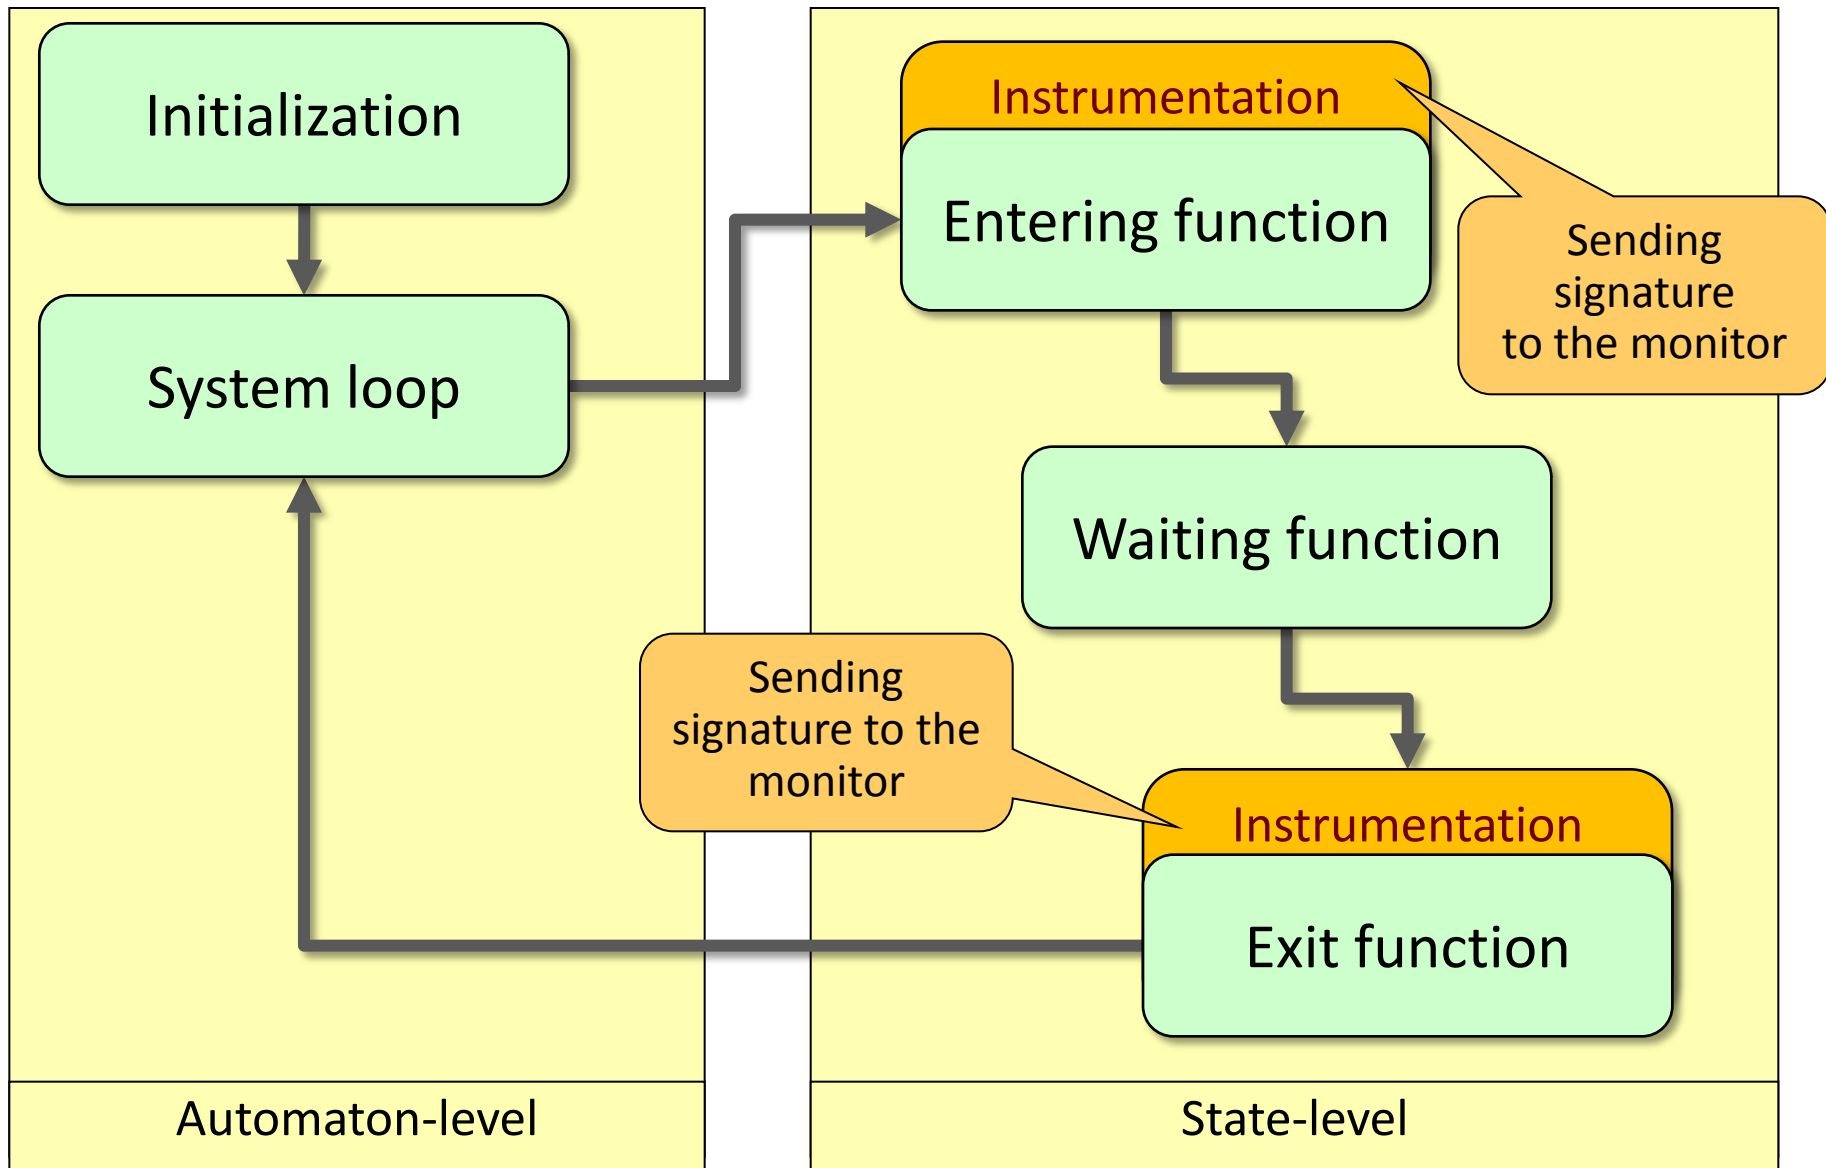 Initialization
System loop
Instrumentation
Entering function
Sending
signature
to the monitor
Waiting function
Sending
signature to the
monitor
Instrumentation
Exit function
Automaton-level
State-level